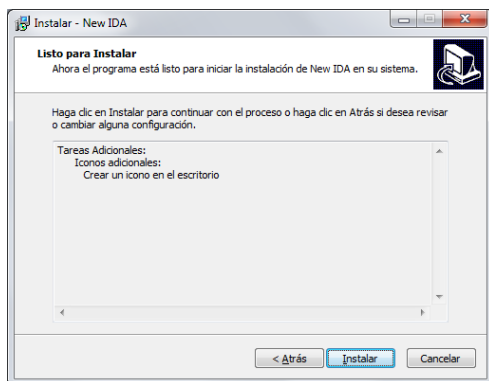 Instalar - New IDA
Listo para Instalar
Ahora el programa está listo para iniciar la instalación de New IDA en su sistema.
Haga clic en Instalar para continuar con el proceso o haga clic en Atrás si desea revisar
o cambiar alguna configuración.
Tareas Adicionales:
Iconos adicionales:
Crear un icono en el escritorio
< Atrás
Instalar
Cancelar